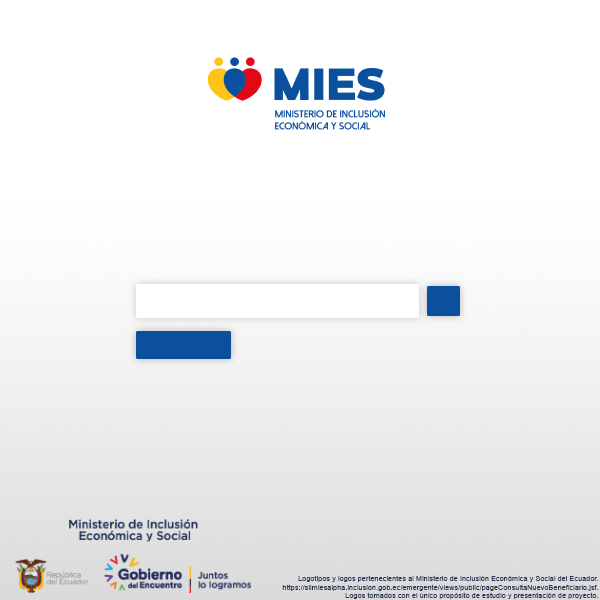 MIES
MINISTERIO DE INCLUSIÓN
ECONÓMICA Y SOCIAL
Ministerio de Inclusión
Económica y Social
República
del Ecuador
Gobierno
del Encuentro
Juntos
lo logramos
Logotipos y logos pertenecientes al Ministerio de Inclusión Económica y Social del Ecuador.
https://siimiesalpha.inclusion.gob.ec/emergente/views/public/pageConsultaNuevoBeneficiario.jsf.
Logos tomados con el único propósito de estudio y presentación de proyecto.